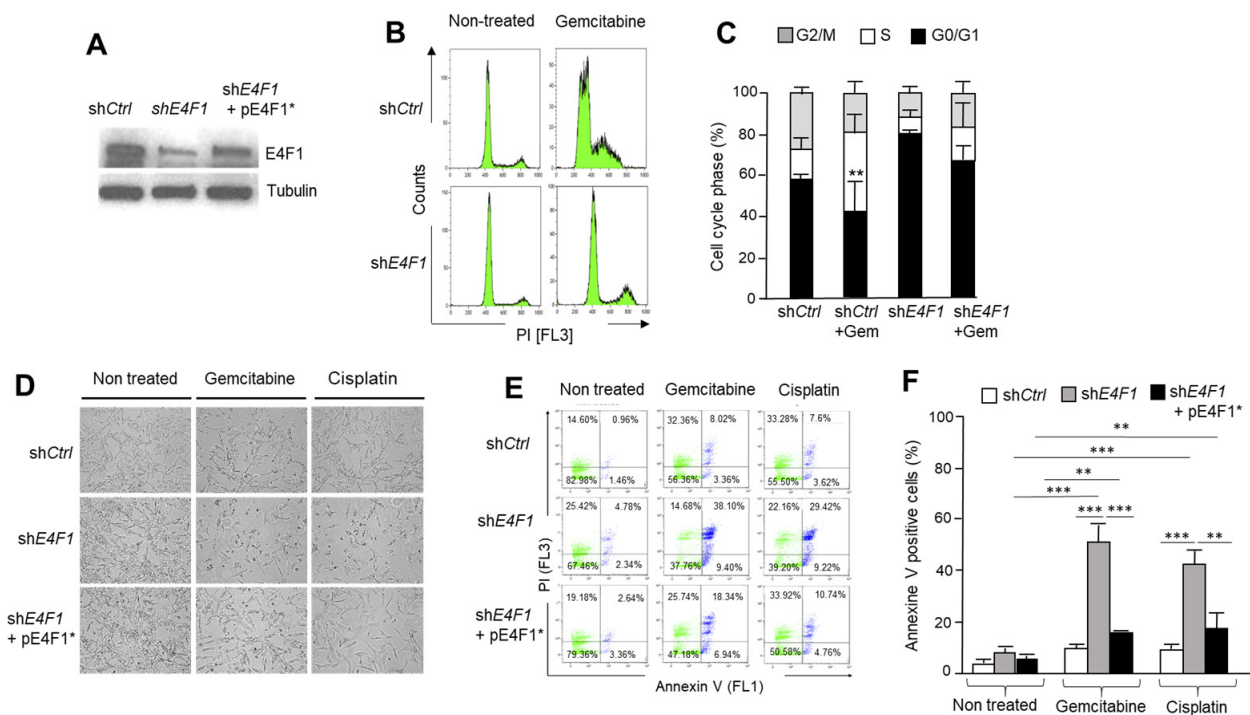 A
shCtrl
shE4F1
shE4F1
+ pE4F1*
E4F1
Tubulin
B
Non-treated
Gemcitabine
shCtrl
shE4F1
Counts
PI [FL3]
C
G2/M
S
G0/G1
Cell cycle phase (%)
100
80
60
40
20
0
**
shCtrl
shCtrl
+Gem
shE4F1
shE4F1
+Gem
D
Non treated
Gemcitabine
Cisplatin
shCtrl
shE4F1
shE4F1
+ pE4F1*
E
Non treated
Gemcitabine
Cisplatin
shCtrl
14.60% 0.96%
82.98% 1.46%
32.36% 8.02%
56.36% 3.36%
33.28% 7.6%
55.50% 3.62%
shE4F1
25.42% 4.78%
67.46% 2.34%
14.68% 38.10%
37.76% 9.40%
22.16% 29.42%
39.20% 9.22%
shE4F1
+ pE4F1*
19.18% 2.64%
79.36% 3.36%
25.74% 18.34%
47.18% 6.94%
33.92% 10.74%
50.58% 4.76%
PI (FL3)
Annexin V (FL1)
F
shCtrl
shE4F1
shE4F1
+ pE4F1*
Annexine V positive cells (%)
100
80
60
40
20
0
**
***
**
***
*** ***
*** **
Non treated
Gemcitabine
Cisplatin